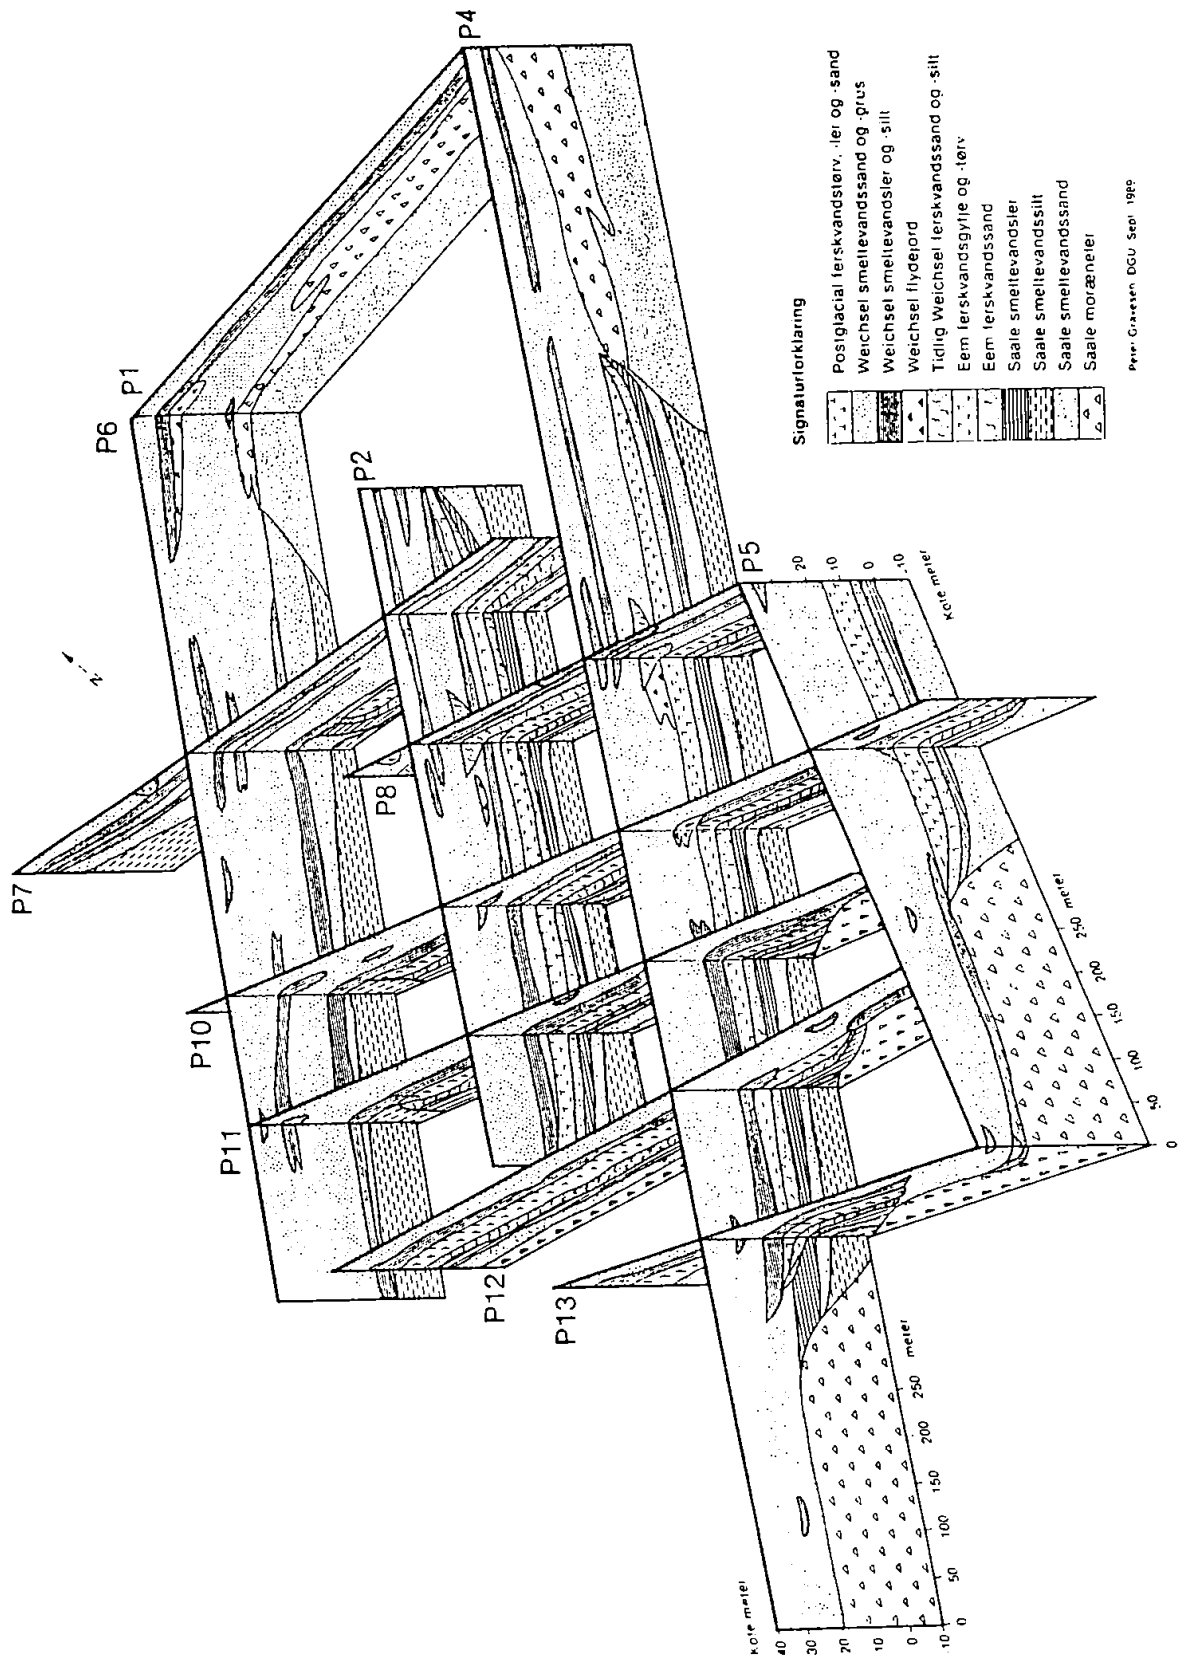 P4
P1
P6
P2
P7
P8
P5
P10
P11
P12
P13
N
20
10
0
-10
Kote meter
Kote meter
40
30
20
10
0
-10
0
50
100
150
200
250
meter
0
50
100
150
200
250
meter
Signaturforklaring
Postglacial ferskvandstørv, -ler og -sand
Weichsel smeltevandssand og -grus
Weichsel smeltevandsler og -silt
Weichsel flydejord
Tidlig Weichsel ferskvandssand og -silt
Eem ferskvandsgytje og -tørv
Eem ferskvandssand
Saale smeltevandsler
Saale smeltevandssilt
Saale smeltevandssand
Saale moræneler
Peter Gravesen DGU Sept 1989